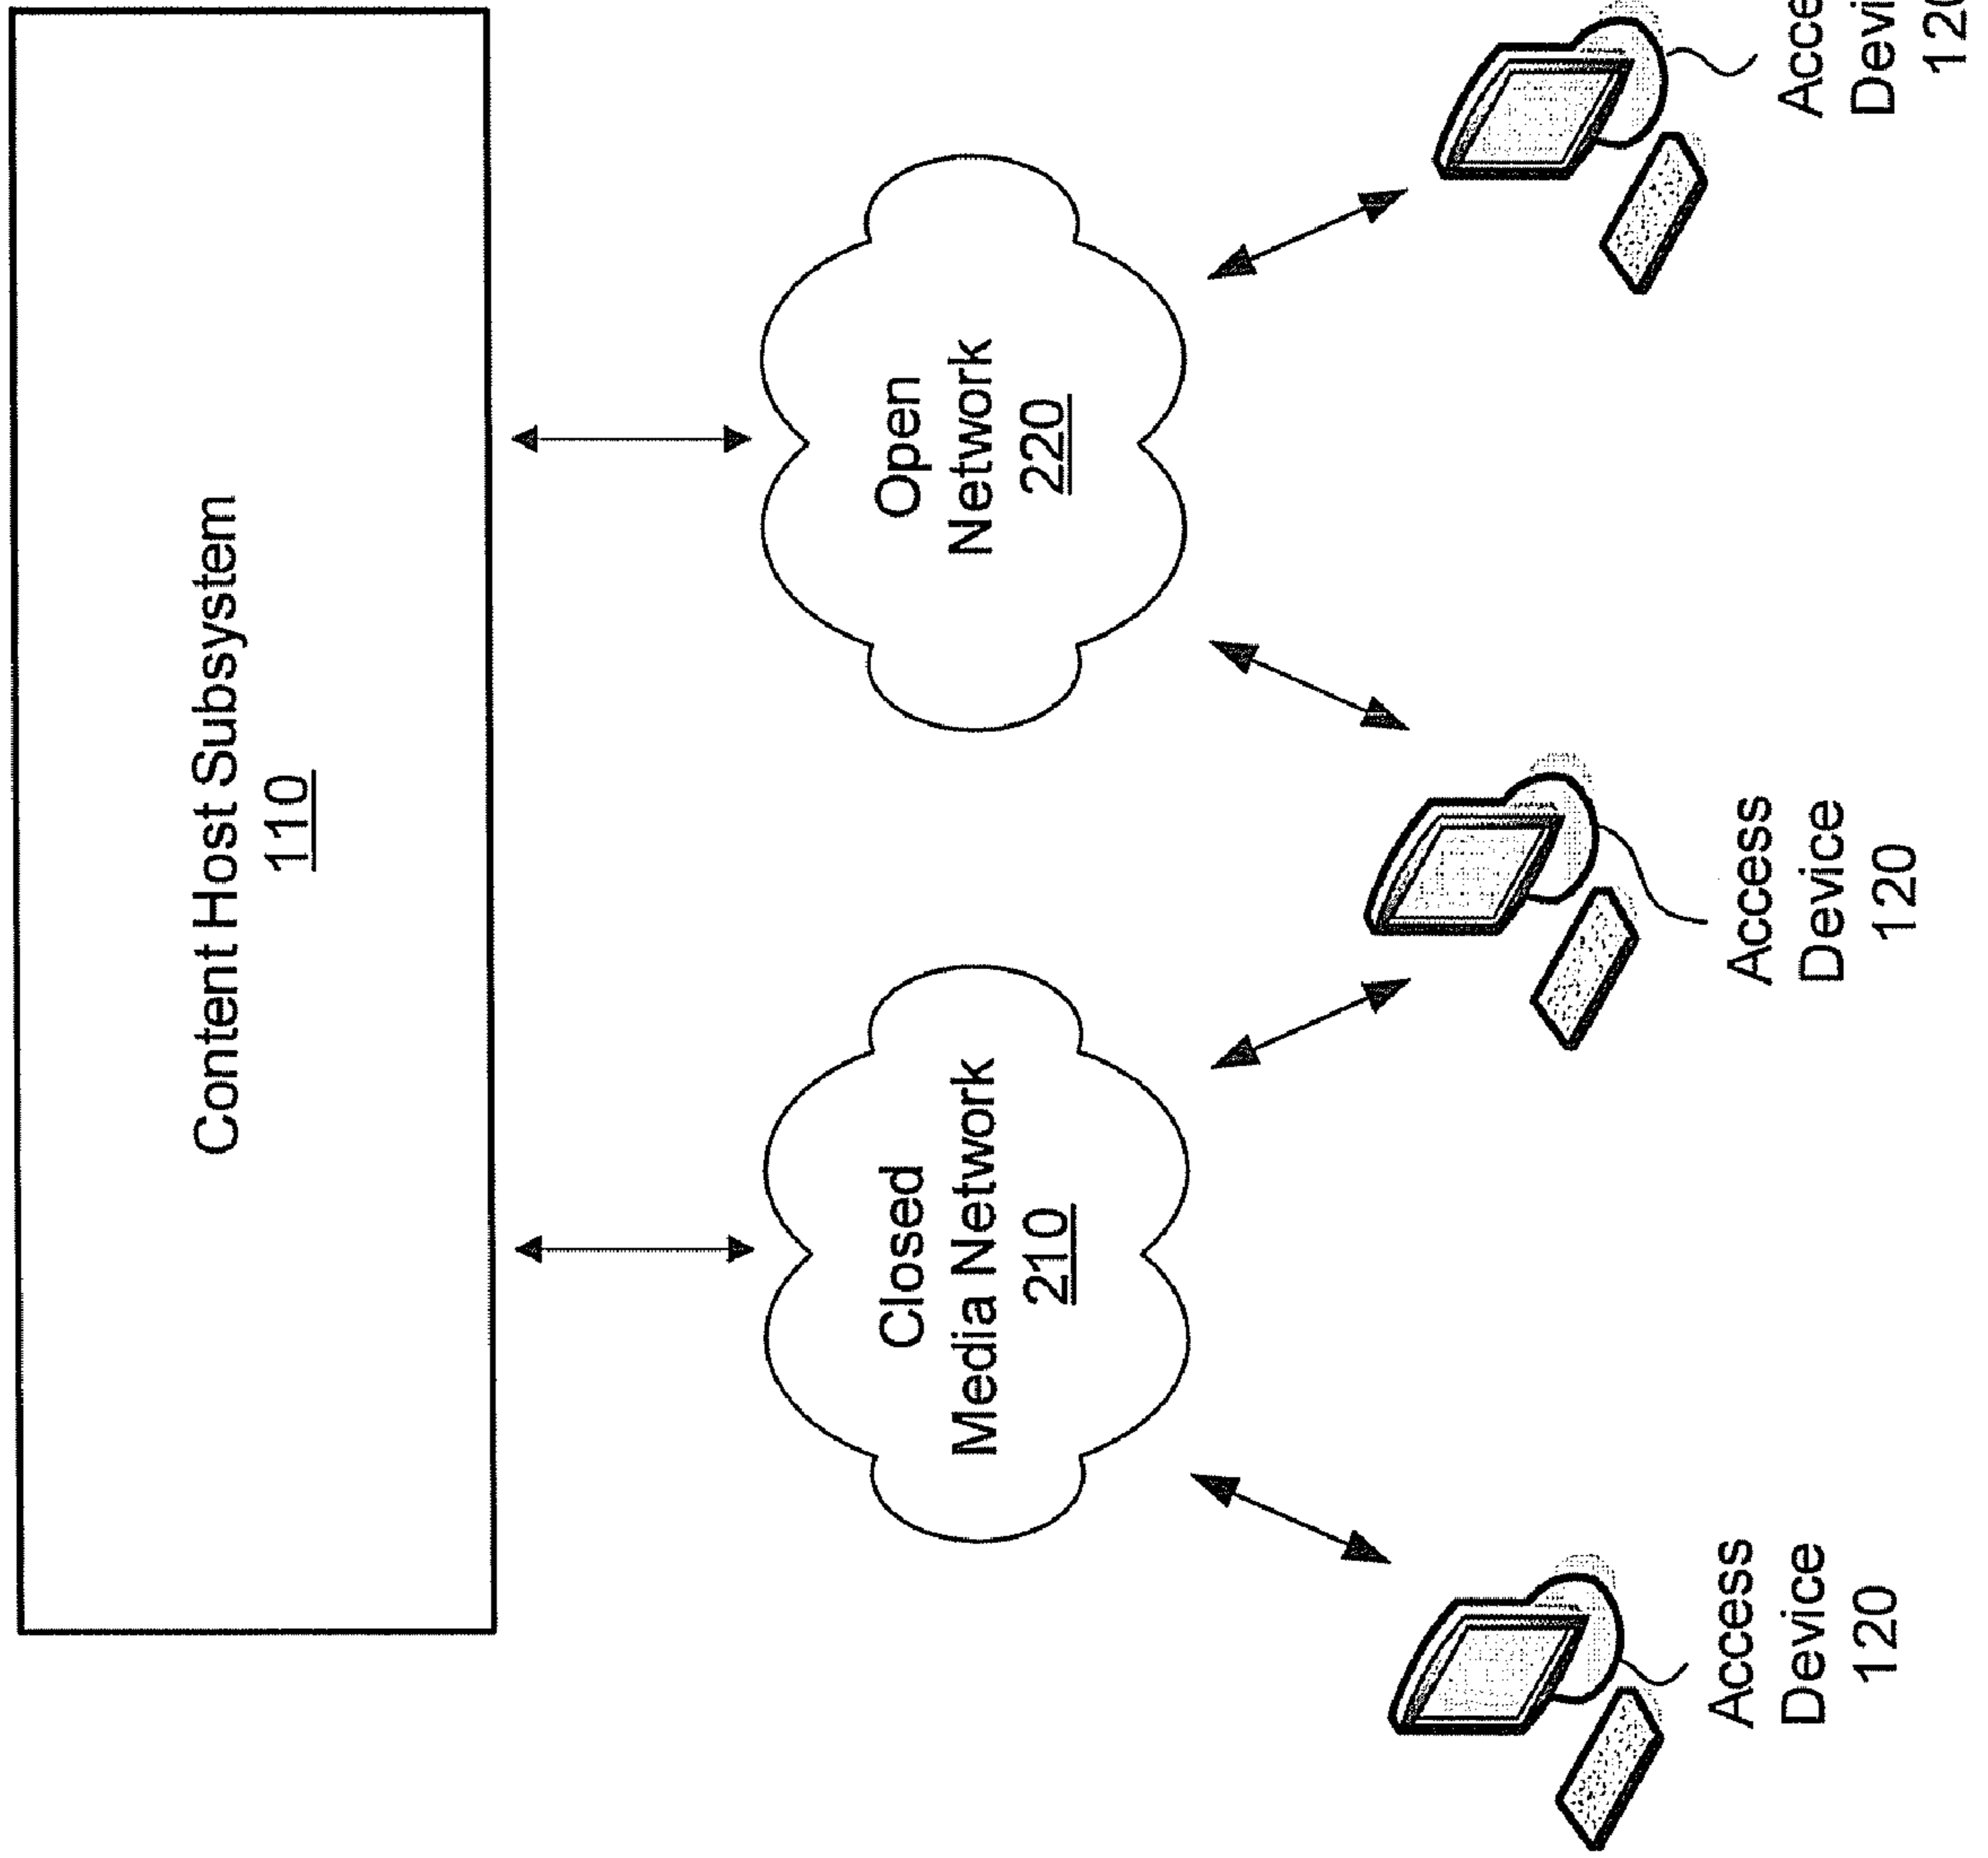 Content Host Subsystem
110
Closed
Media Network
210
Open
Network
220
Access
Device
120
Access
Device
120